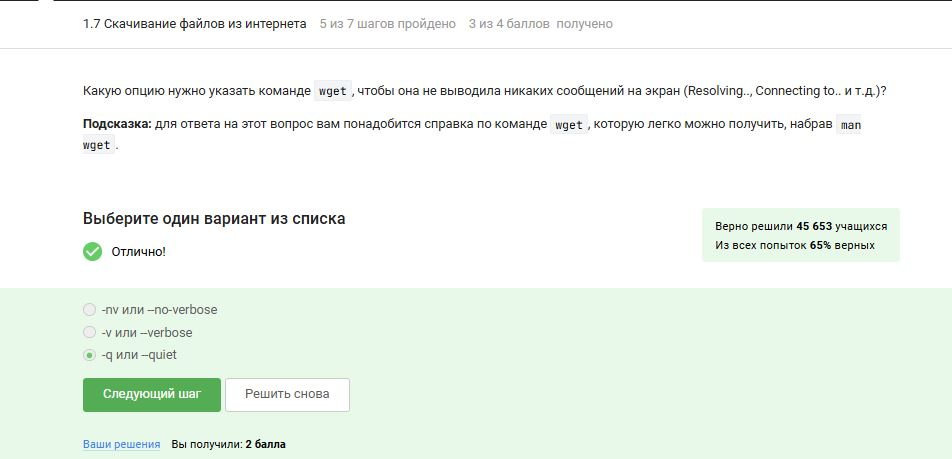 1.7 Скачивание файлов из интернета 5 из 7 шагов пройдено 3 из 4 баллов получено
Какую опцию нужно указать команде wget, чтобы она не выводила никаких сообщений на экран (Resolving.., Connecting to.. и т.д.)?
Подсказка: для ответа на этот вопрос вам понадобится справка по команде wget, которую легко можно получить, набрав man
wget.
Выберите один вариант из списка
Отлично!
Верно решили 45 653 учащихся
Из всех попыток 65% верных
-nv или --no-verbose
-v или --verbose
-q или --quiet
Следующий шаг Решить снова
Ваши решения Вы получили: 2 балла